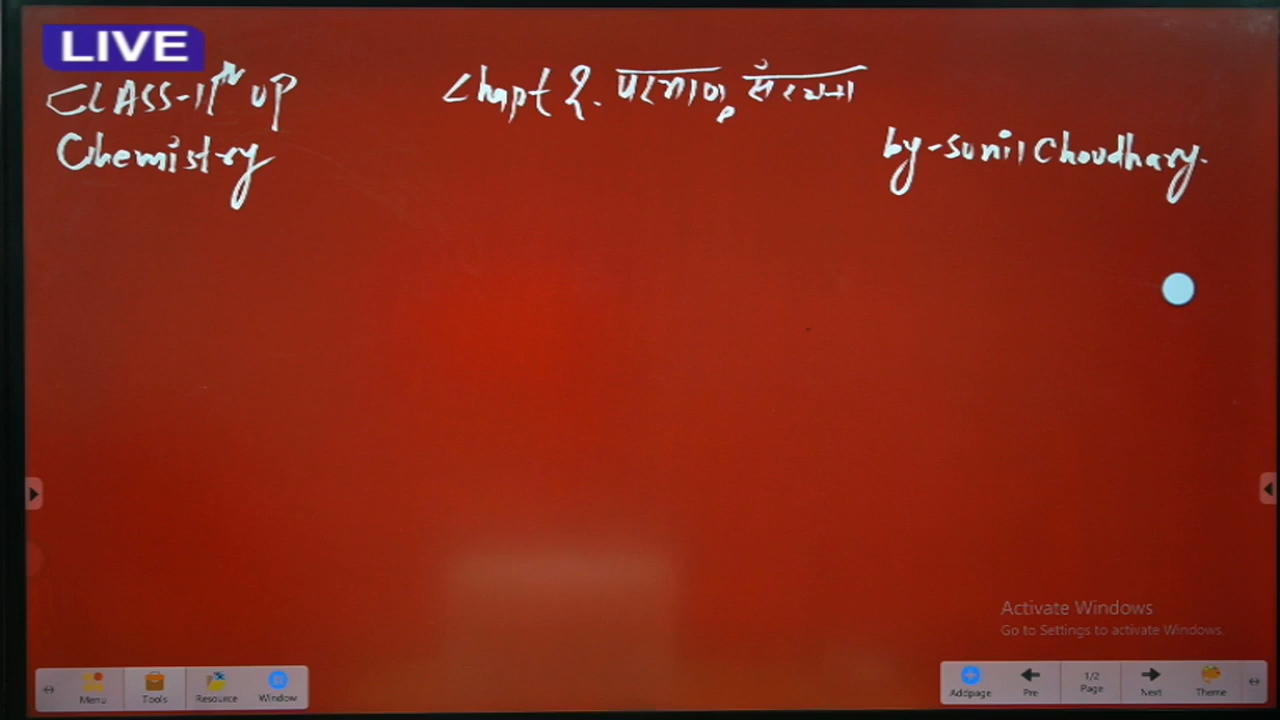 LIVE
CLASS-11th UP
Chapt 2. परमाणु संरचना
Chemistry
by-Sunil Choudhary.
Activate Windows
Go to Settings to activate Windows.
Menu
Tools
Resource
Window
Addpage
Pre
1/2
Page
Next
Theme